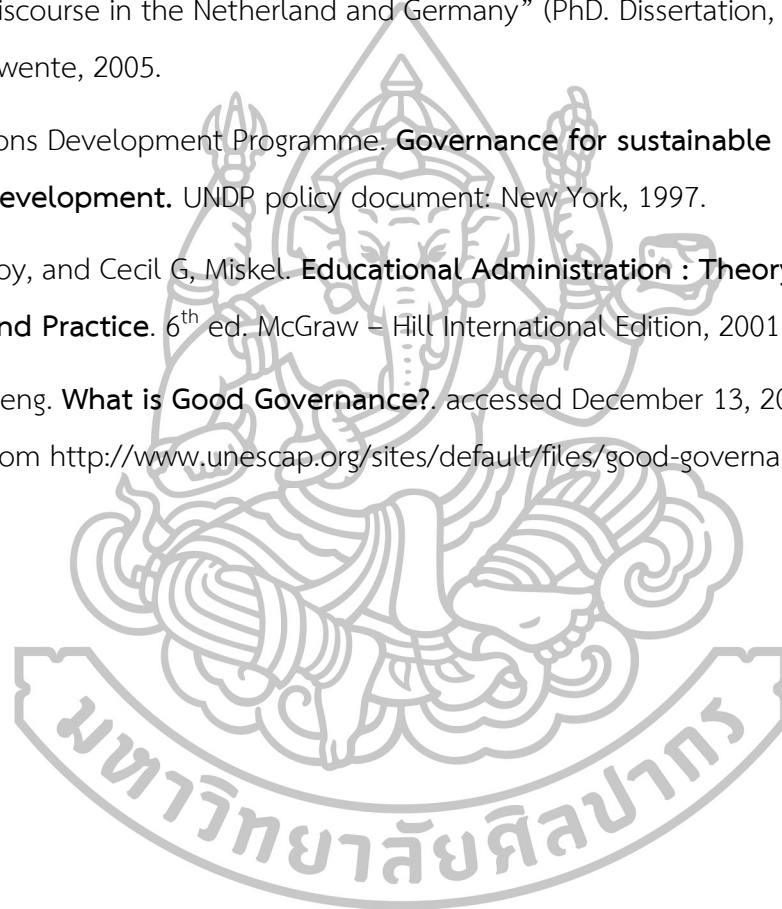 iscourse in the Netherland and Germany" (PhD. Dissertation,
wente, 2005.
ons Development Programme. Governance for sustainable
evelopment. UNDP policy document: New York, 1997.
oy, and Cecil G, Miskel. Educational Administration : Theory
nd Practice. 6th ed. McGraw – Hill International Edition, 2001
eng. What is Good Governance?. accessed December 13, 20
om http://www.unescap.org/sites/default/files/good-governa
มหาวิทยาลัยศิลปากร